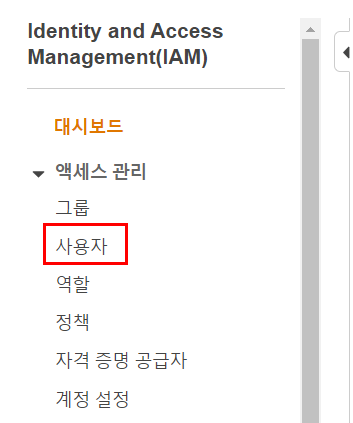 Identity and Access
Management(IAM)
대시보드
액세스 관리
그룹
사용자
역할
정책
자격 증명 공급자
계정 설정